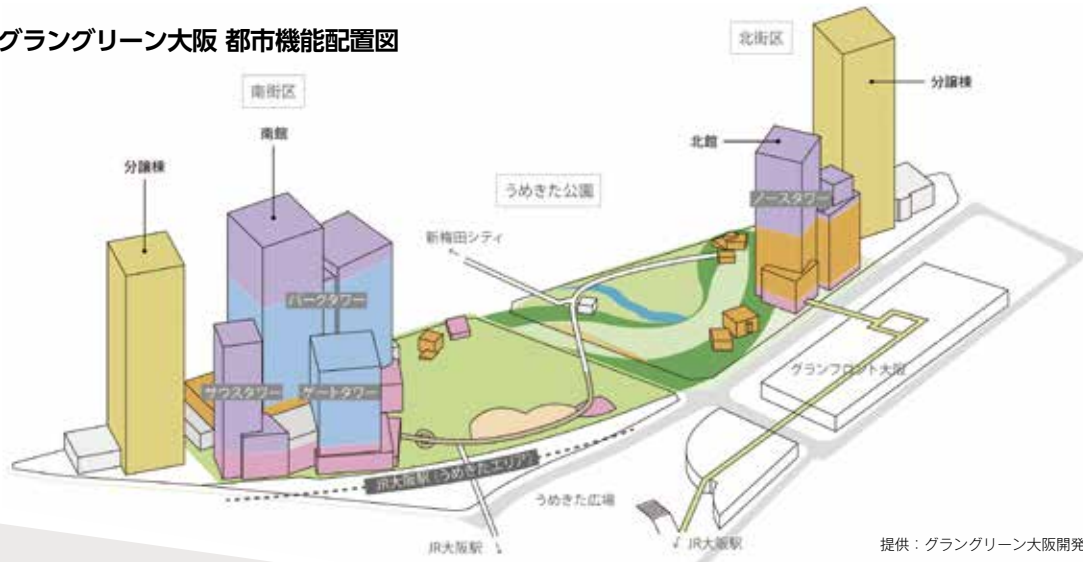 グラングリーン大阪 都市機能配置図
北街区
分譲棟
南街区
南館
北館
分譲棟
うめきた公園
ノースタワー
新梅田シティ
パークタワー
グランフロント大阪
サウスタワー
ゲートタワー
JR大阪駅(うめきたエリア)
うめきた広場
JR大阪駅
JR大阪駅
提供：グラングリーン大阪開発